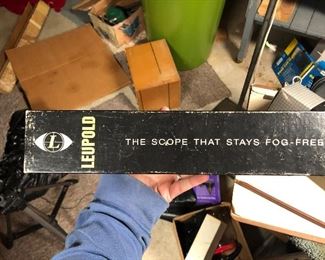 L
LEUPOLD
THE SCOPE THAT STAYS FOG-FREE